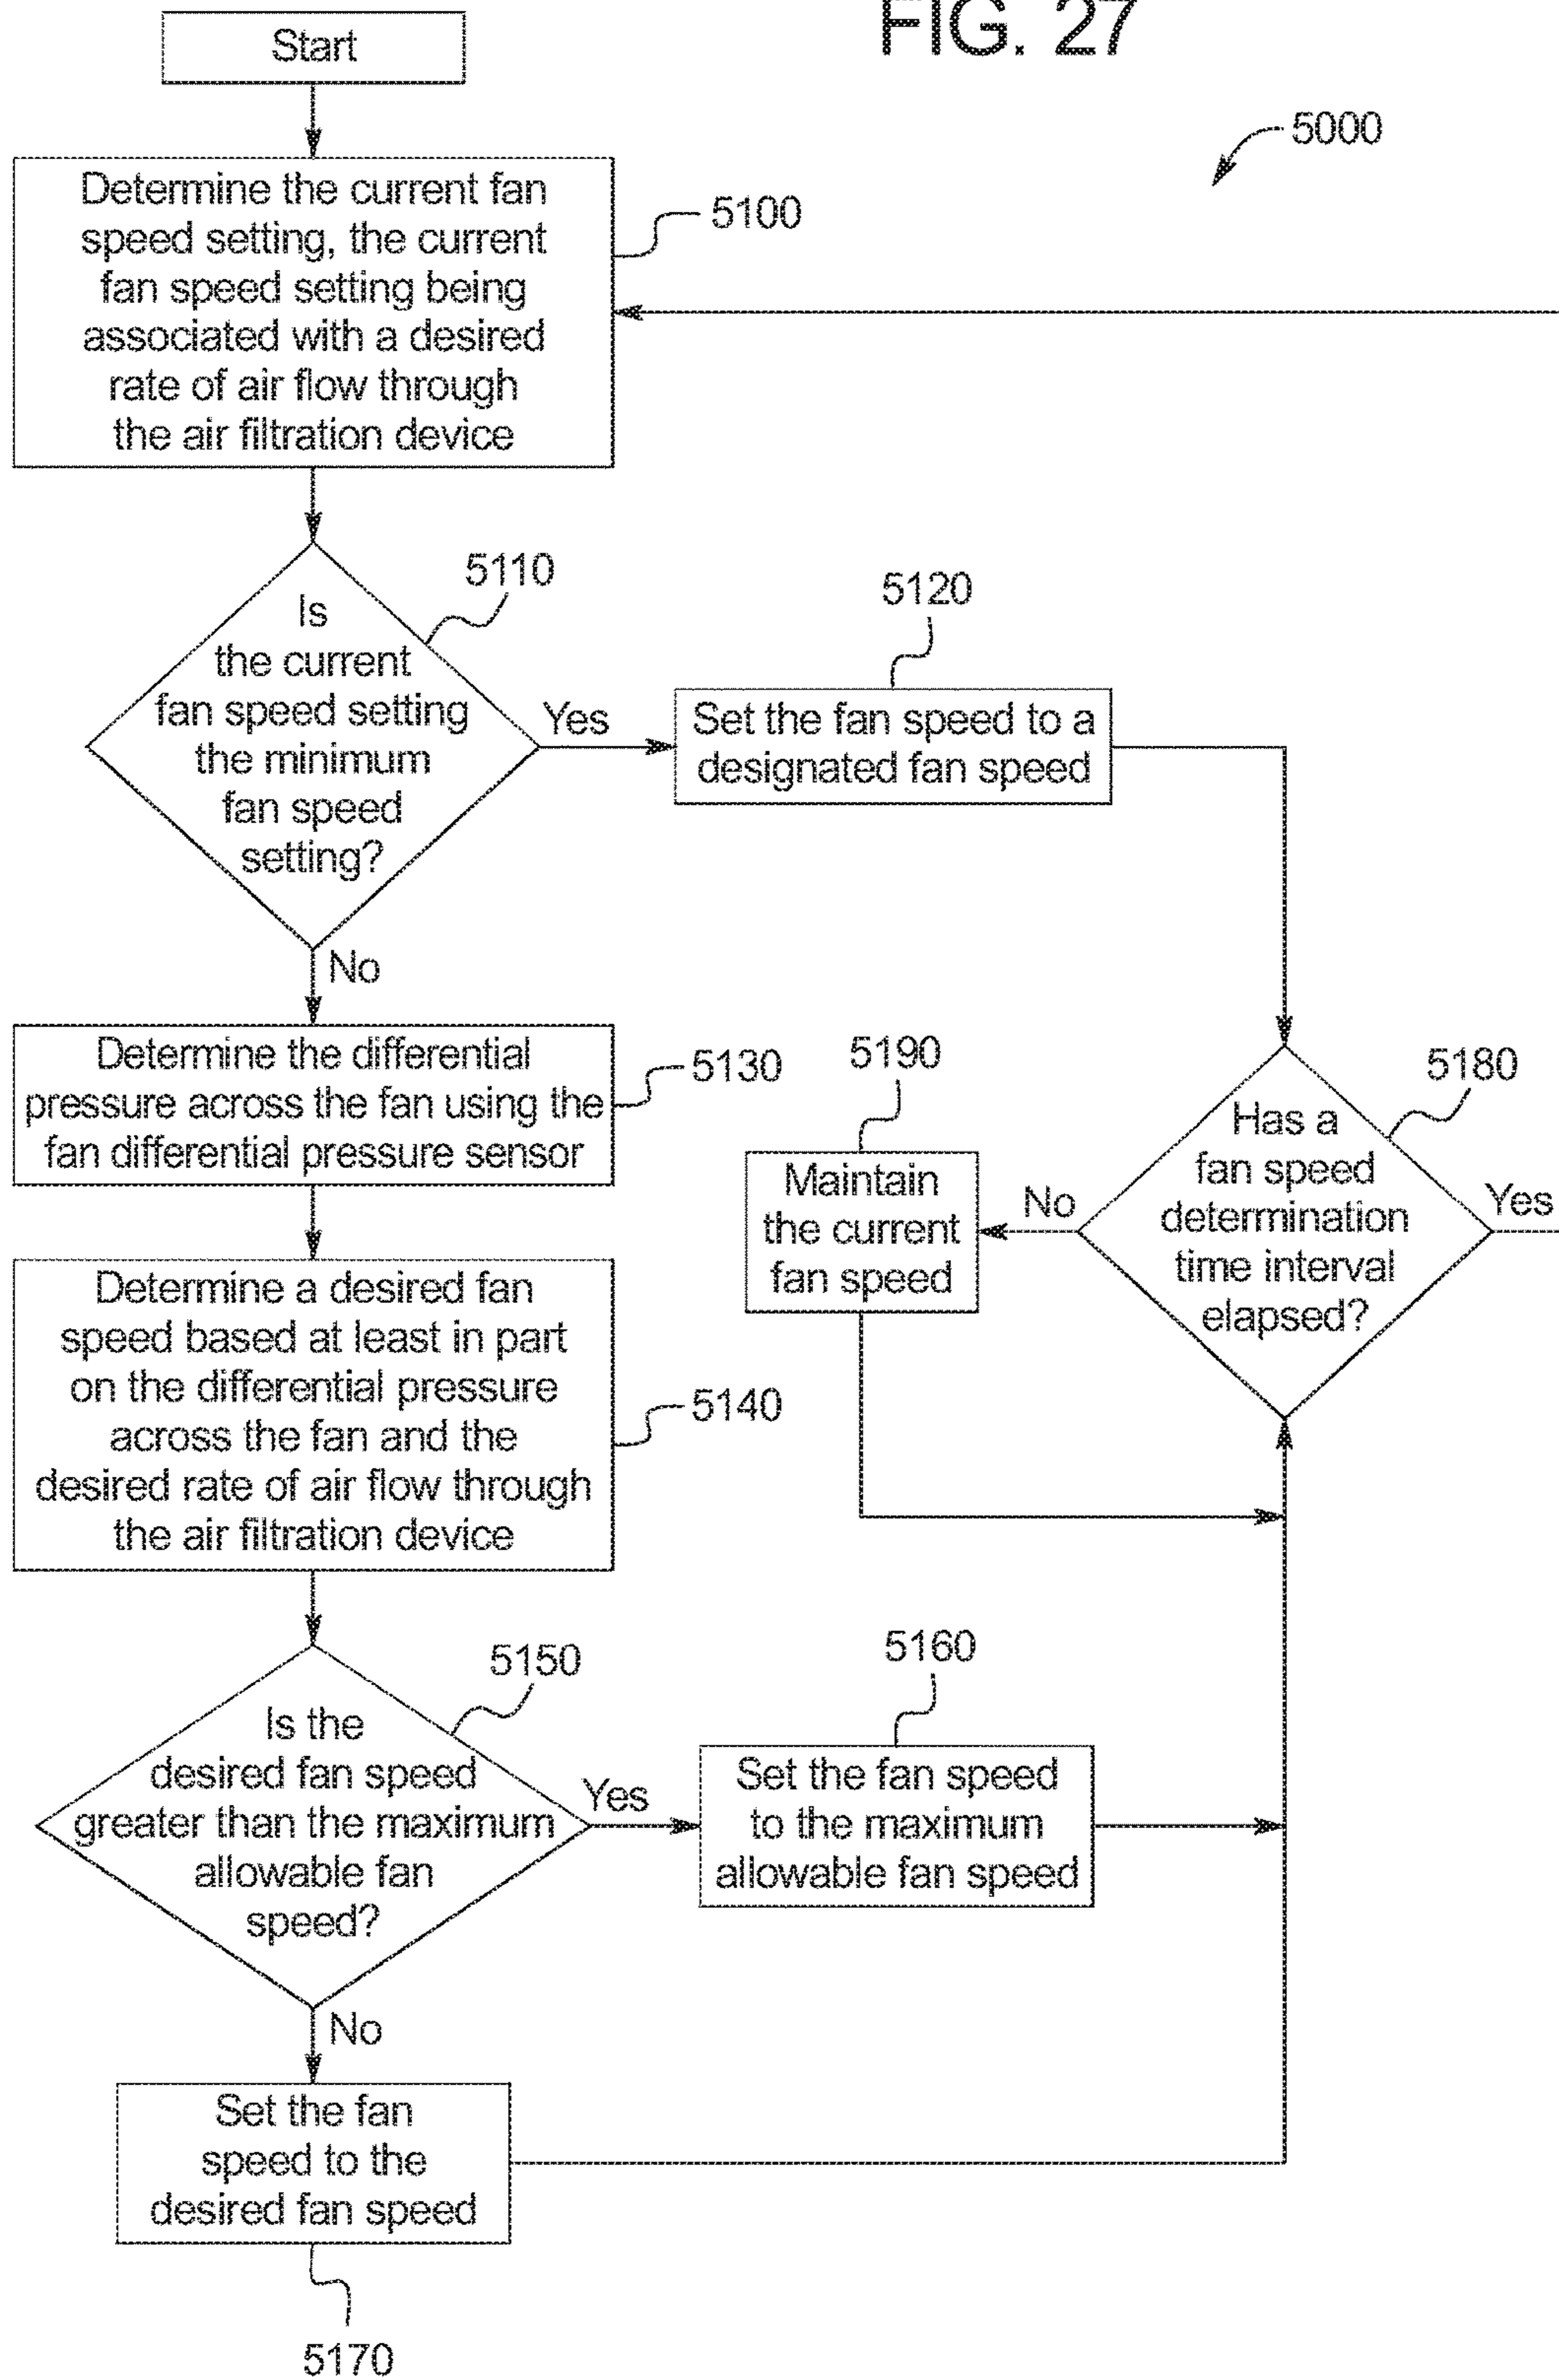 FIG. 27
Start
5000
Determine the current fan
speed setting, the current
fan speed setting being
associated with a desired
rate of air flow through
the air filtration device
5100
Is
the current
fan speed setting
the minimum
fan speed
setting?
5110
Yes
5120
Set the fan speed to a
designated fan speed
No
Determine the differential
pressure across the fan using the
fan differential pressure sensor
5130
Determine a desired fan
speed based at least in part
on the differential pressure
across the fan and the
desired rate of air flow through
the air filtration device
5140
5190
Maintain
the current
fan speed
No
5180
Has a
fan speed
determination
time interval
elapsed?
Yes
Is the
desired fan speed
greater than the maximum
allowable fan
speed?
5150
Yes
5160
Set the fan speed
to the maximum
allowable fan speed
No
Set the fan
speed to the
desired fan speed
5170